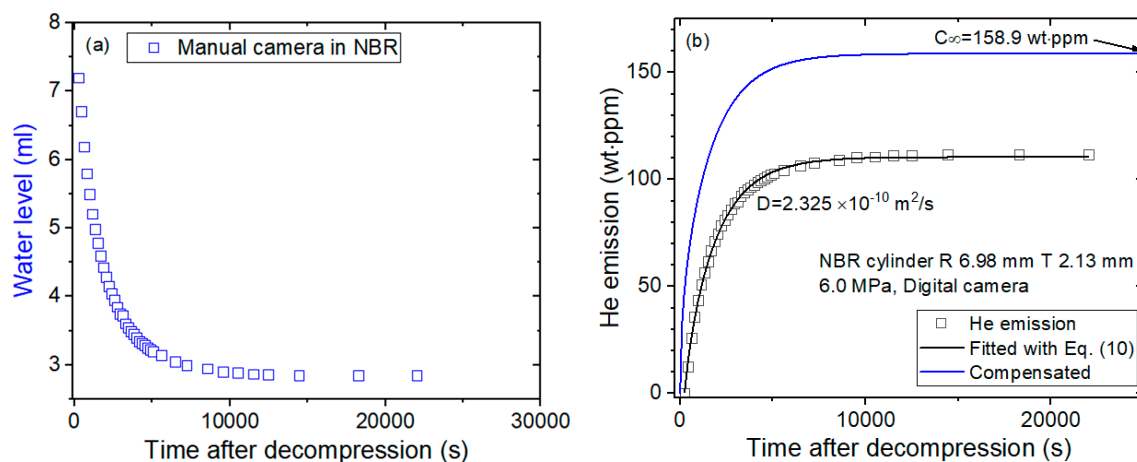 (a)
Manual camera in NBR
Water level (ml)
8
7
6
5
4
3
0
10000
20000
30000
Time after decompression (s)
(b)
C∞=158.9 wt·ppm
He emission (wt·ppm)
150
100
50
0
D=2.325 ×10⁻¹⁰ m²/s
NBR cylinder R 6.98 mm T 2.13 mm
6.0 MPa, Digital camera
He emission
Fitted with Eq. (10)
Compensated
0
10000
20000
Time after decompression (s)